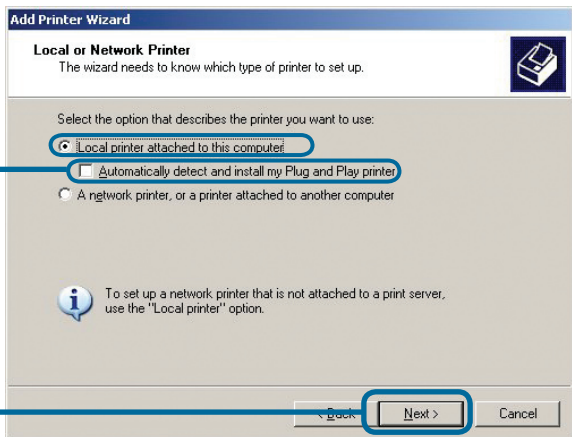 Add Printer Wizard
Local or Network Printer
The wizard needs to know which type of printer to set up.
Select the option that describes the printer you want to use:
Local printer attached to this computer
Automatically detect and install my Plug and Play printer
A network printer, or a printer attached to another computer
To set up a network printer that is not attached to a print server,
use the "Local printer" option.
< Back Next > Cancel